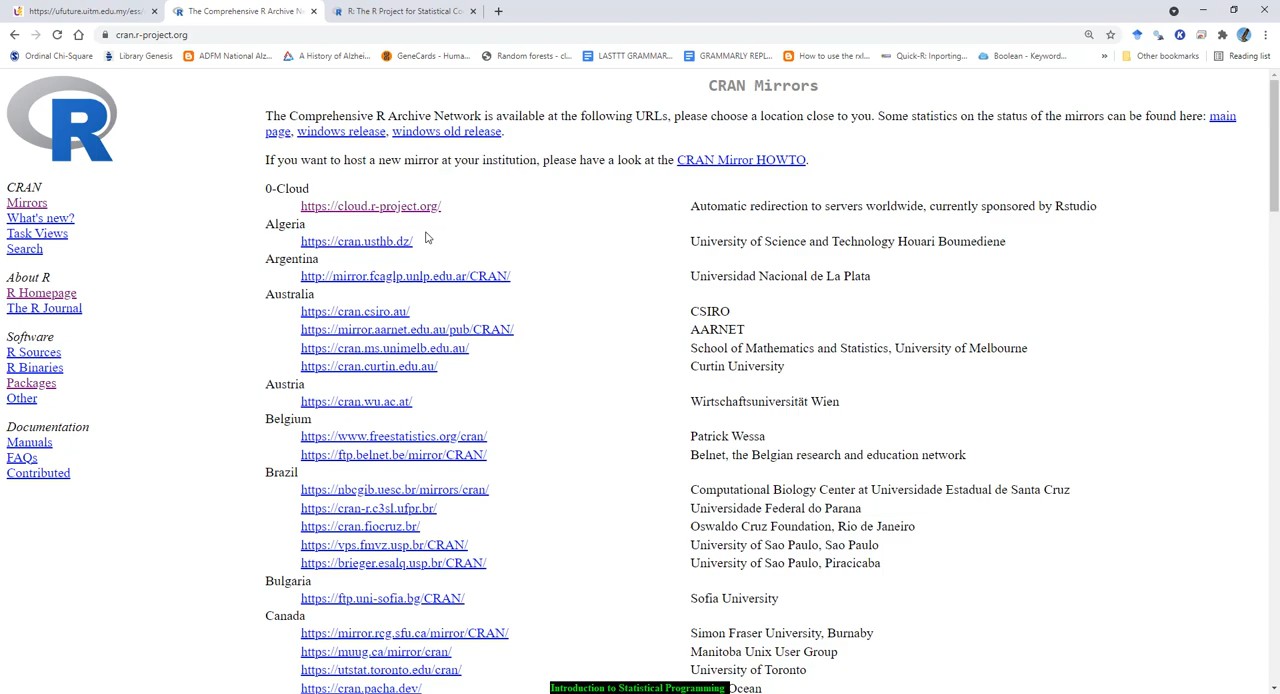 https://ufuture.uitm.edu.my/ess/
The Comprehensive R Archive N
R: The R Project for Statistical Co
cran.r-project.org
Ordinal Chi-Square
Library Genesis
ADFM National Alz...
A History of Alzhei...
GeneCards - Huma...
Random forests - cl...
LASTTT GRAMMAR...
GRAMMARLY REPL...
How to use the rxl...
Quick-R: Inporting...
Boolean - Keyword...
»
Other bookmarks
Reading list
R
CRAN
Mirrors
What's new?
Task Views
Search
About R
R Homepage
The R Journal
Software
R Sources
R Binaries
Packages
Other
Documentation
Manuals
FAQs
Contributed
CRAN Mirrors
The Comprehensive R Archive Network is available at the following URLs, please choose a location close to you. Some statistics on the status of the mirrors can be found here: main
page, windows release, windows old release.
If you want to host a new mirror at your institution, please have a look at the CRAN Mirror HOWTO.
0-Cloud
https://cloud.r-project.org/ Automatic redirection to servers worldwide, currently sponsored by Rstudio
Algeria
https://cran.usthb.dz/ University of Science and Technology Houari Boumediene
Argentina
http://mirror.fcaglp.unlp.edu.ar/CRAN/ Universidad Nacional de La Plata
Australia
https://cran.csiro.au/ CSIRO
https://mirror.aarnet.edu.au/pub/CRAN/ AARNET
https://cran.ms.unimelb.edu.au/ School of Mathematics and Statistics, University of Melbourne
https://cran.curtin.edu.au/ Curtin University
Austria
https://cran.wu.ac.at/ Wirtschaftsuniversität Wien
Belgium
https://www.freestatistics.org/cran/ Patrick Wessa
https://ftp.belnet.be/mirror/CRAN/ Belnet, the Belgian research and education network
Brazil
https://nbcgib.uesc.br/mirrors/cran/ Computational Biology Center at Universidade Estadual de Santa Cruz
https://cran-r.c3sl.ufpr.br/ Universidade Federal do Parana
https://cran.fiocruz.br/ Oswaldo Cruz Foundation, Rio de Janeiro
https://vps.fmvz.usp.br/CRAN/ University of Sao Paulo, Sao Paulo
https://brieger.esalq.usp.br/CRAN/ University of Sao Paulo, Piracicaba
Bulgaria
https://ftp.uni-sofia.bg/CRAN/ Sofia University
Canada
https://mirror.rcg.sfu.ca/mirror/CRAN/ Simon Fraser University, Burnaby
https://muug.ca/mirror/cran/ Manitoba Unix User Group
https://utstat.toronto.edu/cran/ University of Toronto
https://cran.pacha.dev/ Ocean
Introduction to Statistical Programming